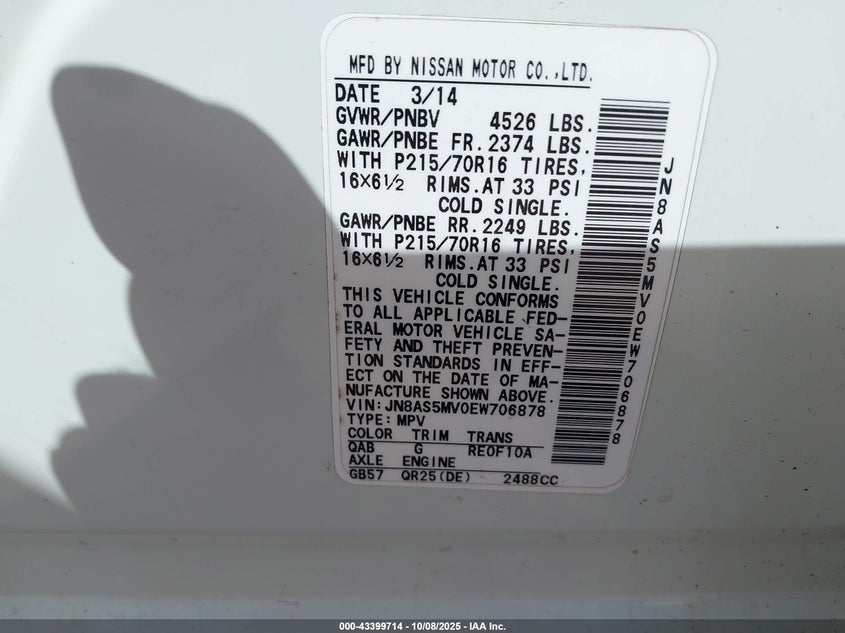 MFD BY NISSAN MOTOR CO.,LTD.
DATE 3/14
GVWR/PNBV 4526 LBS.
GAWR/PNBE FR. 2374 LBS.
WITH P215/70R16 TIRES,
16X6½ RIMS. AT 33 PSI
COLD SINGLE.
GAWR/PNBE RR. 2249 LBS.
WITH P215/70R16 TIRES,
16X6½ RIMS. AT 33 PSI
COLD SINGLE.
THIS VEHICLE CONFORMS
TO ALL APPLICABLE FED-
ERAL MOTOR VEHICLE SA-
FETY AND THEFT PREVEN-
TION STANDARDS IN EFF-
ECT ON THE DATE OF MA-
NUFACTURE SHOWN ABOVE.
VIN: JN8AS5MV0EW706878
TYPE: MPV
COLOR TRIM TRANS
QAB G RE0F10A
AXLE ENGINE
GB57 QR25(DE) 2488CC
JN8AS5MV0EW706878
000-43399714 - 10/08/2025 - IAA Inc.